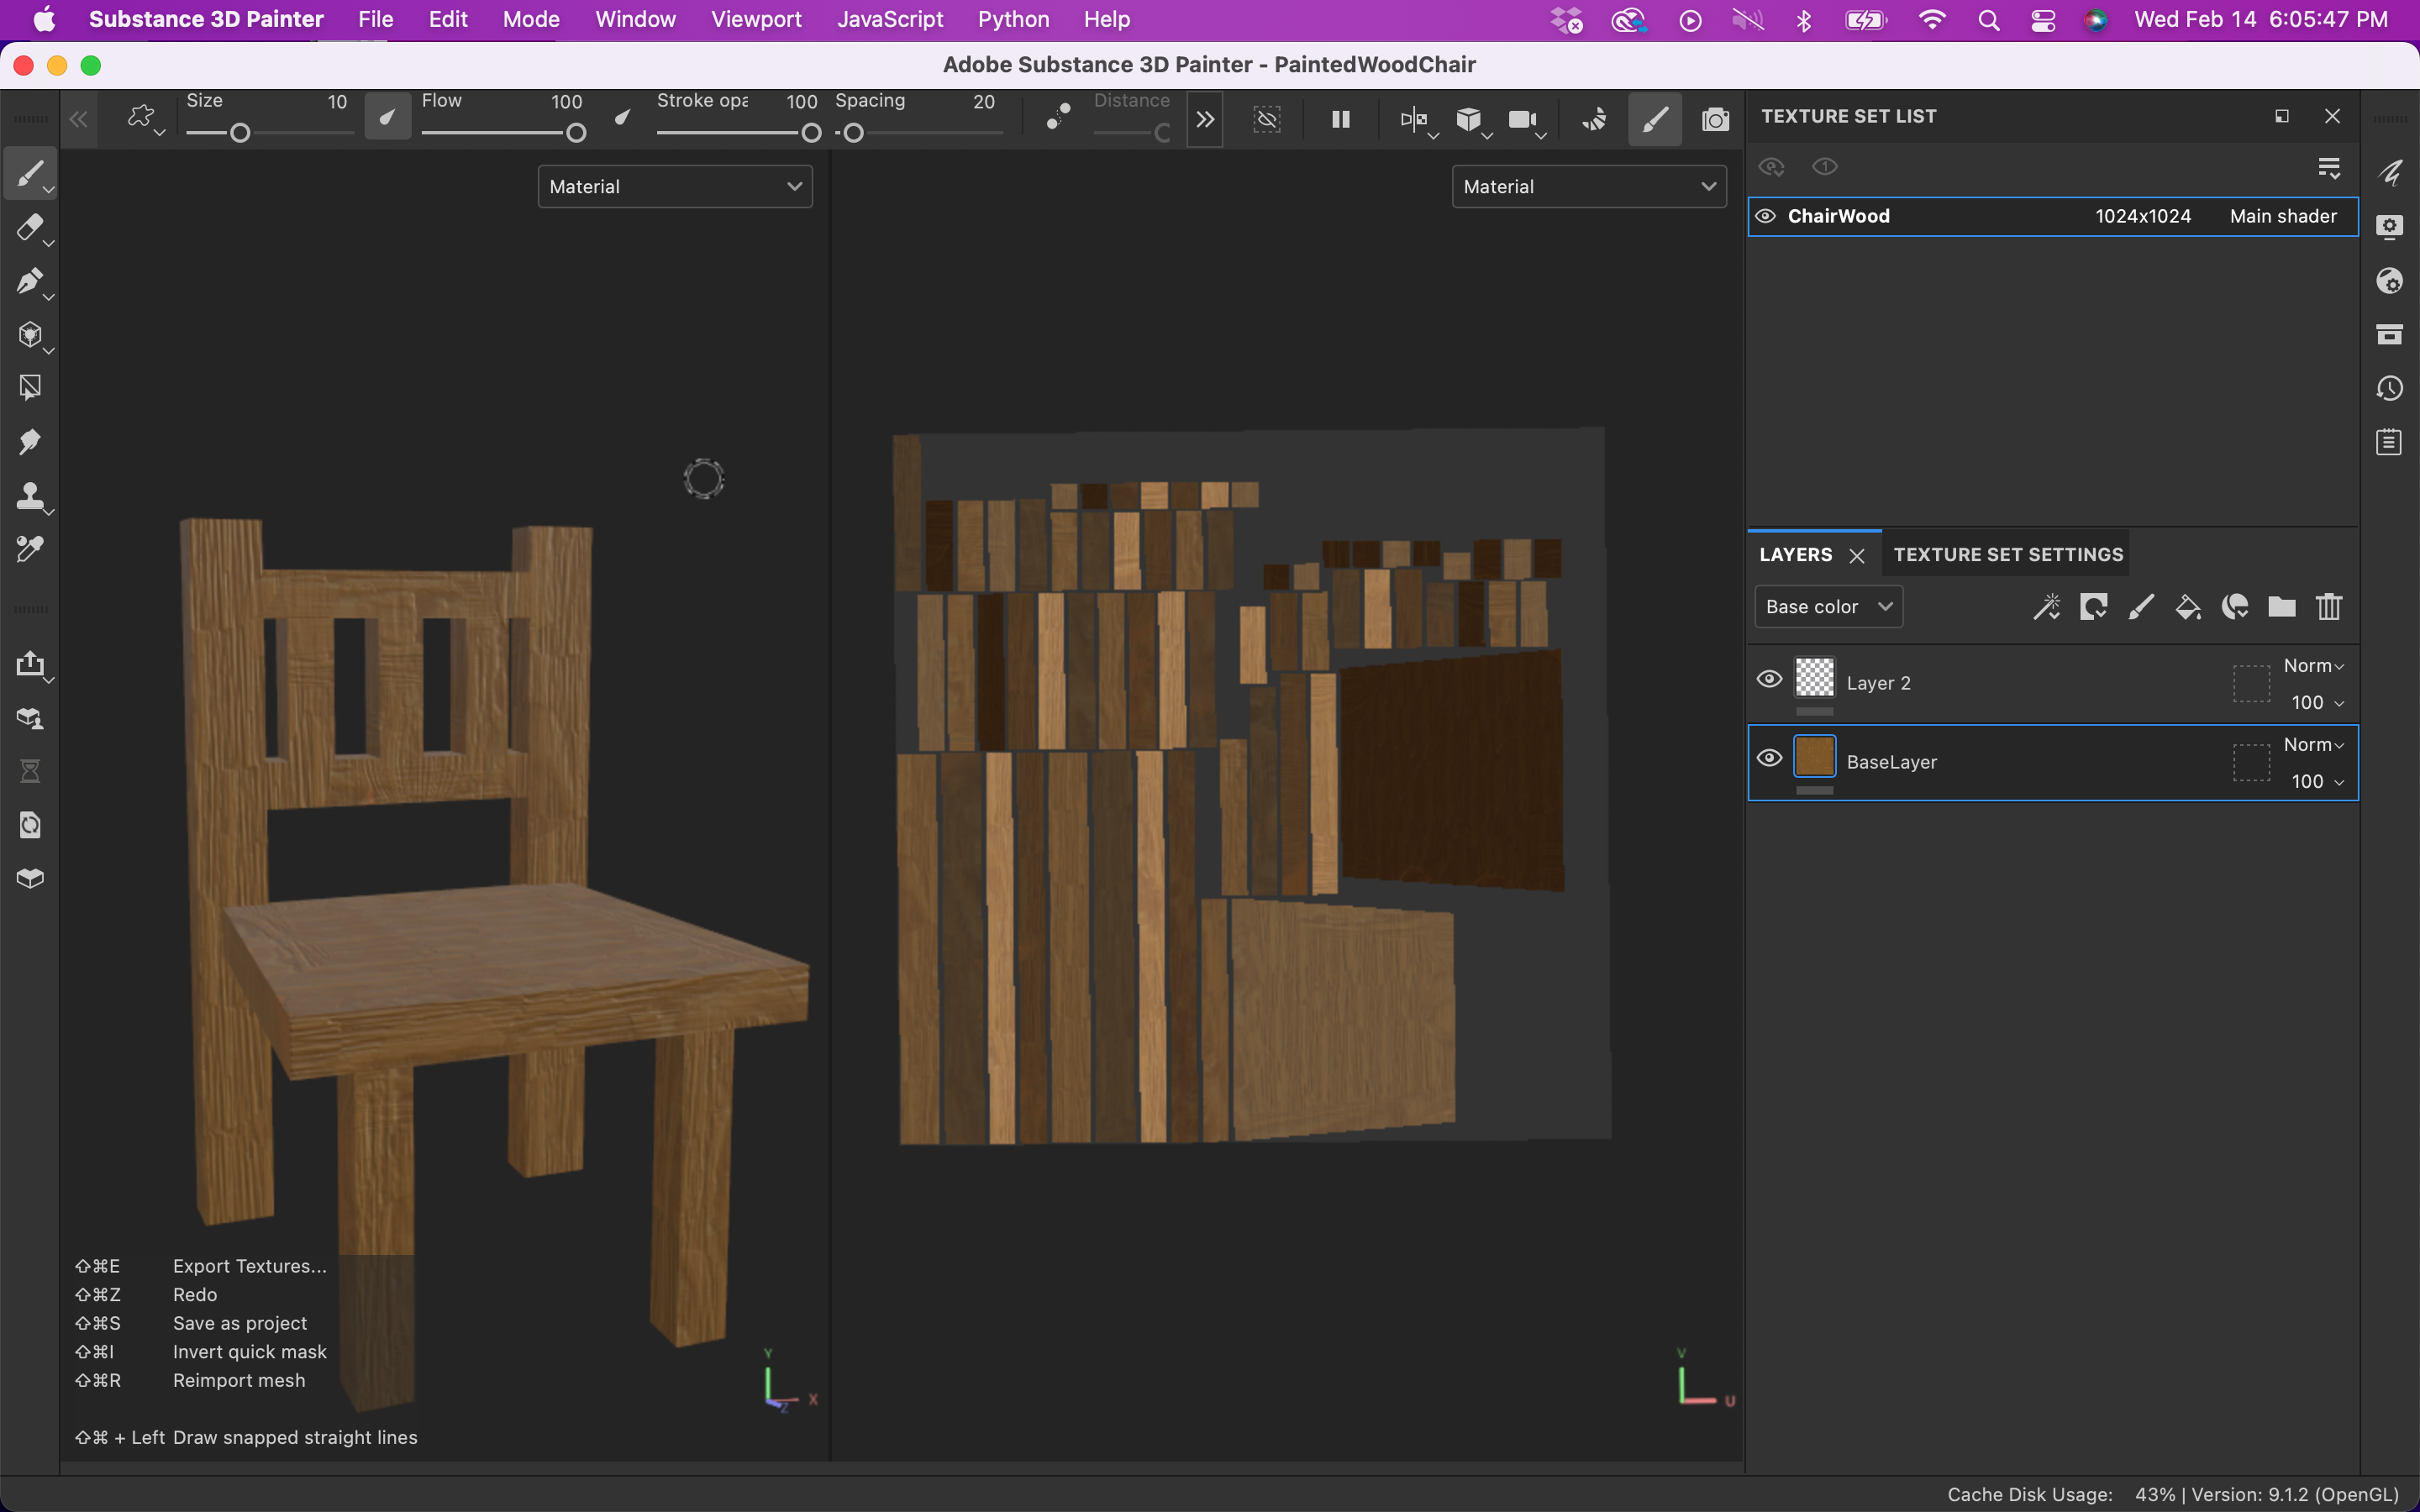 Substance 3D Painter File Edit Mode Window Viewport JavaScript Python Help Wed Feb 14 6:05:47 PM
Adobe Substance 3D Painter - PaintedWoodChair
Size 10 Flow 100 Stroke opa 100 Spacing 20 Distance
TEXTURE SET LIST
Material
Material
1
ChairWood 1024x1024 Main shader
LAYERS TEXTURE SET SETTINGS
Base color
Layer 2 Norm 100
BaseLayer Norm 100
⇧⌘E Export Textures...
⇧⌘Z Redo
⇧⌘S Save as project
⇧⌘I Invert quick mask
⇧⌘R Reimport mesh
⇧⌘ + Left Draw snapped straight lines
Y
X
Z
V
U
Cache Disk Usage: 43% | Version: 9.1.2 (OpenGL)